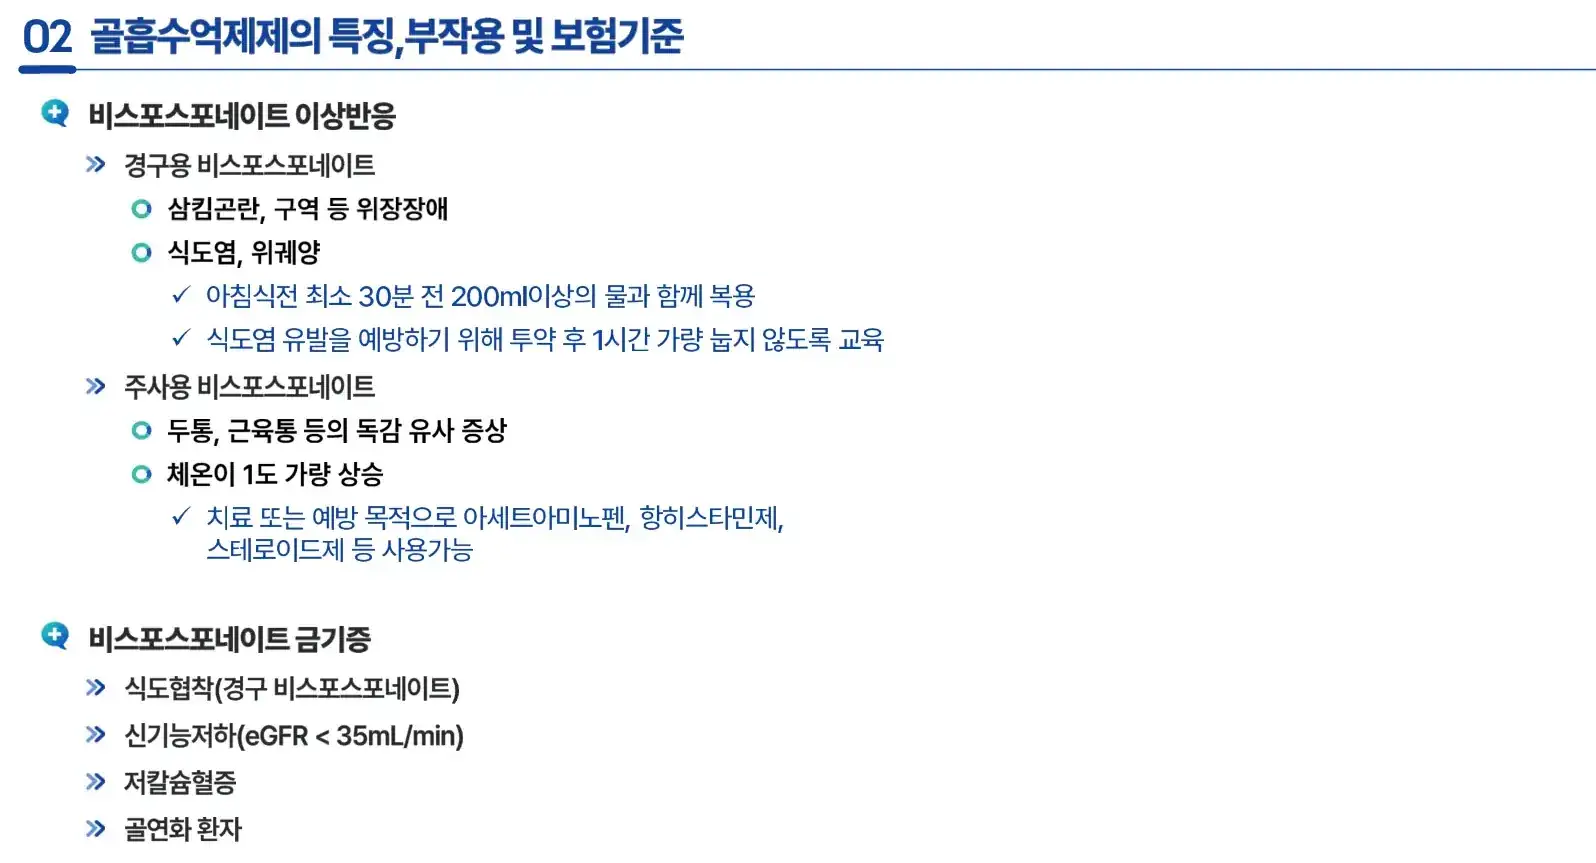 02 골흡수억제제의 특징,부작용 및 보험기준
비스포스포네이트 이상반응
경구용 비스포스포네이트
삼킴곤란, 구역 등 위장장애
식도염, 위궤양
아침식전 최소 30분 전 200ml이상의 물과 함께 복용
식도염 유발을 예방하기 위해 투약 후 1시간 가량 눕지 않도록 교육
주사용 비스포스포네이트
두통, 근육통 등의 독감 유사 증상
체온이 1도 가량 상승
치료 또는 예방 목적으로 아세트아미노펜, 항히스타민제,
스테로이드제 등 사용가능
비스포스포네이트 금기증
식도협착(경구 비스포스포네이트)
신기능저하(eGFR < 35mL/min)
저칼슘혈증
골연화 환자